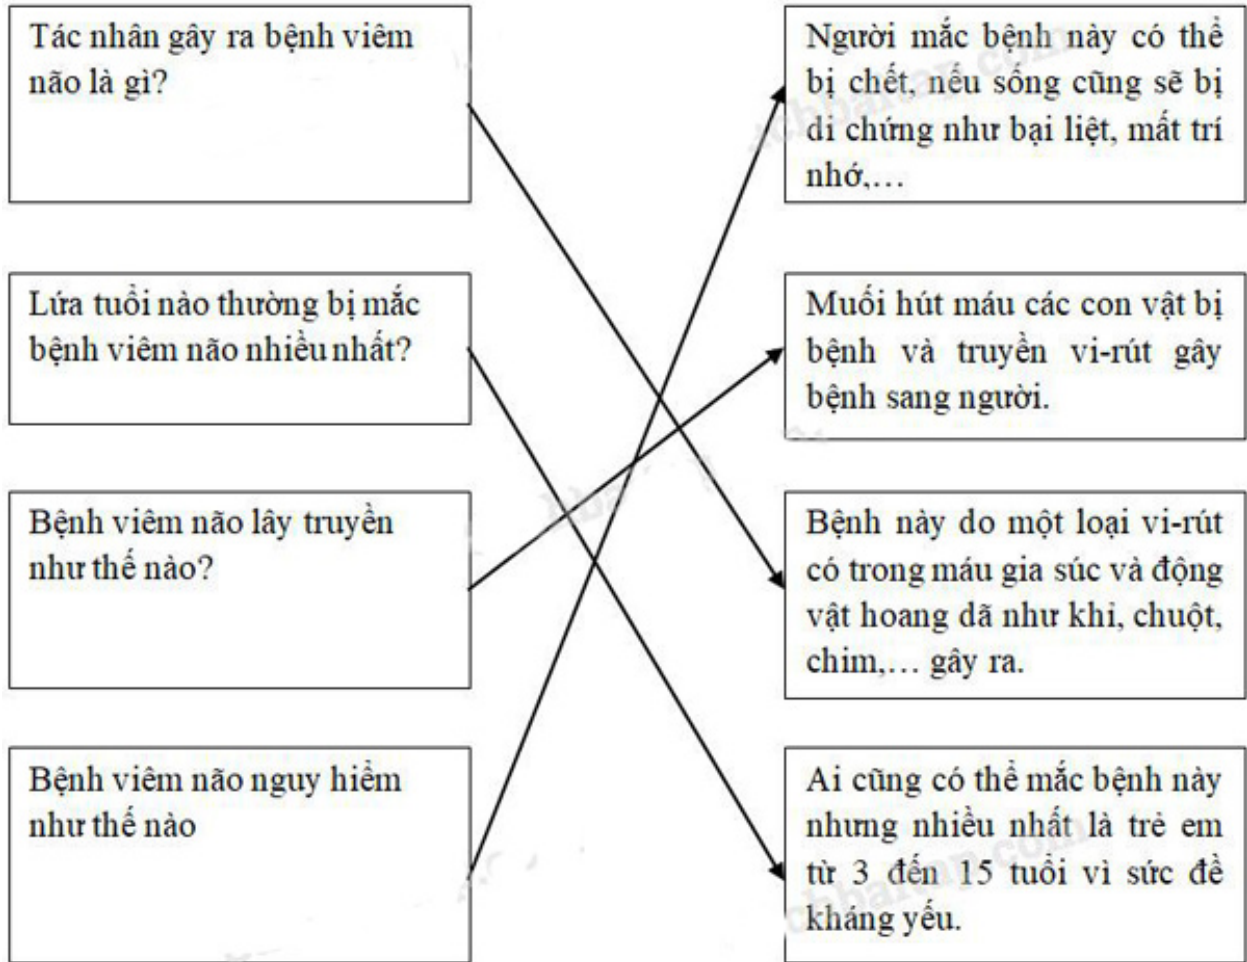 Tác nhân gây ra bệnh viêm
não là gì?
Người mắc bệnh này có thể
bị chết, nếu sống cũng sẽ bị
di chứng như bại liệt, mất trí
nhớ,…
Lứa tuổi nào thường bị mắc
bệnh viêm não nhiều nhất?
Muối hút máu các con vật bị
bệnh và truyền vi-rút gây
bệnh sang người.
Bệnh viêm não lây truyền
như thế nào?
Bệnh này do một loại vi-rút
có trong máu gia súc và động
vật hoang dã như khỉ, chuột,
chim,… gây ra.
Bệnh viêm não nguy hiểm
như thế nào
Ai cũng có thể mắc bệnh này
nhưng nhiều nhất là trẻ em
từ 3 đến 15 tuổi vì sức đề
kháng yếu.